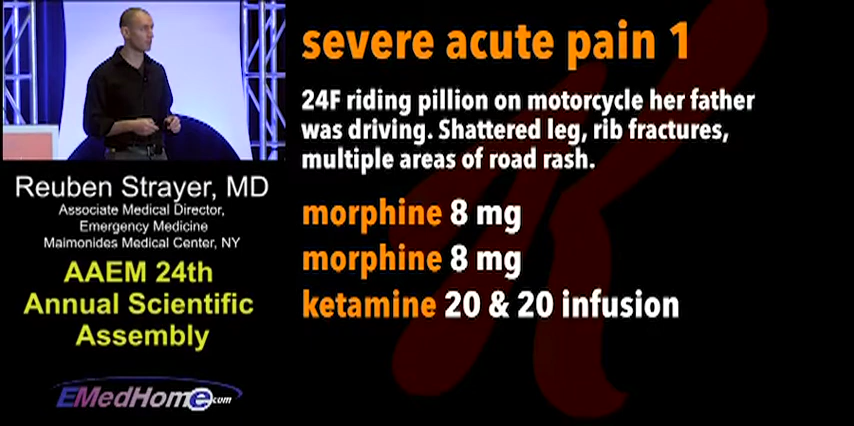 severe acute pain 1
24F riding pillion on motorcycle her father
was driving. Shattered leg, rib fractures,
multiple areas of road rash.
morphine 8 mg
morphine 8 mg
ketamine 20 & 20 infusion
Reuben Strayer, MD
Associate Medical Director,
Emergency Medicine
Maimonides Medical Center, NY
AAEM 24th
Annual Scientific
Assembly
EMedHome.com